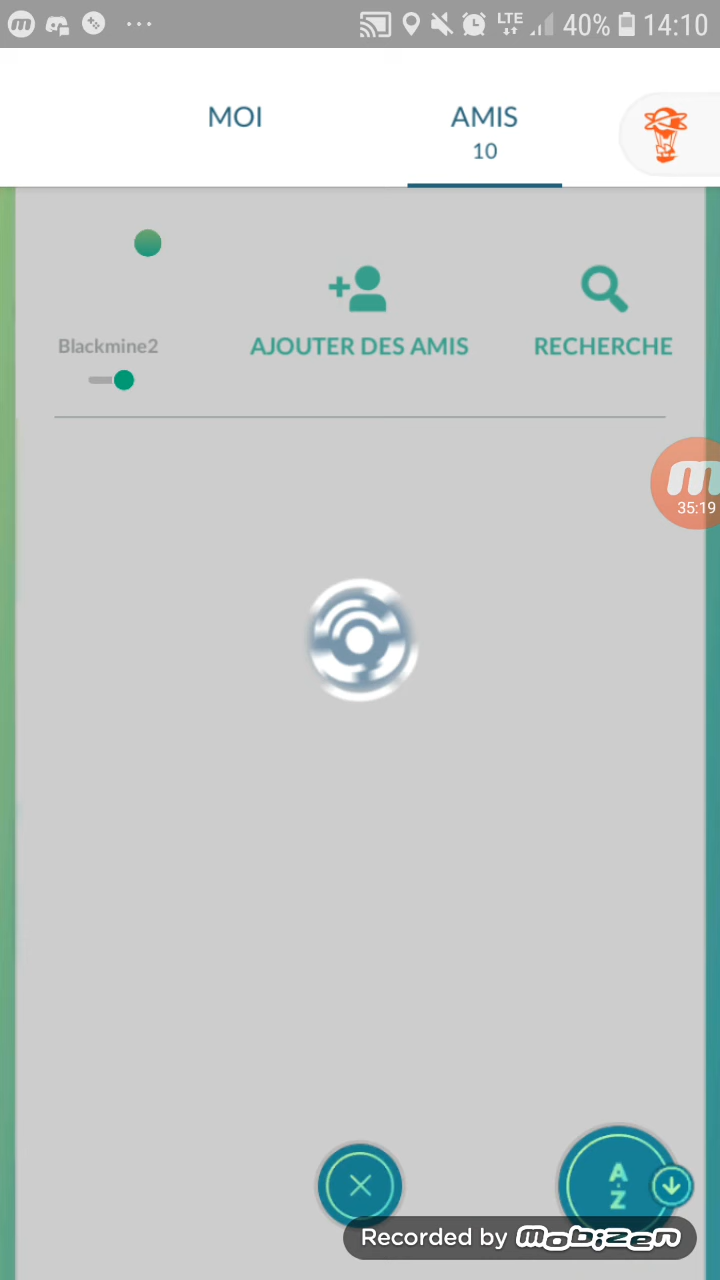 LTE 40% 14:10
MOI
AMIS
10
Blackmine2
AJOUTER DES AMIS
RECHERCHE
m
35:19
A-Z
Recorded by mobizen